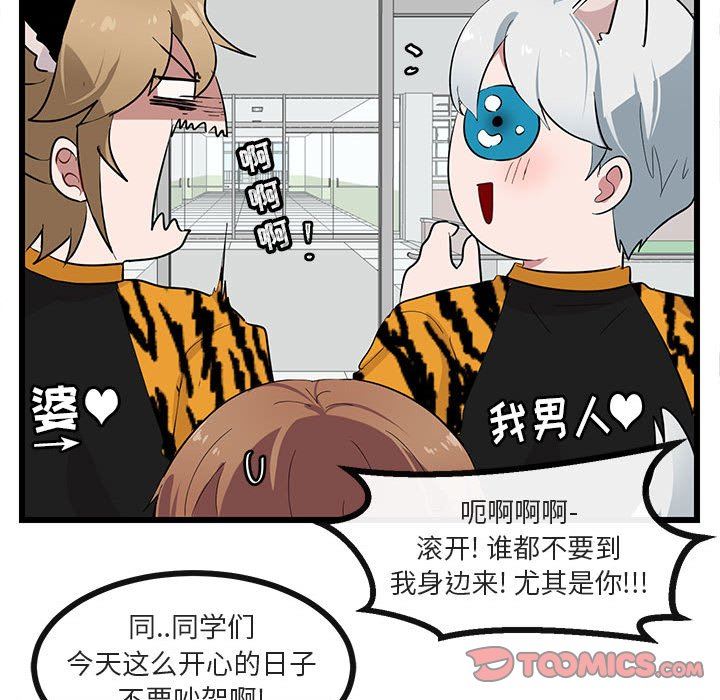 啊啊啊!
婆♥
→
我男人♥
呃啊啊啊-
滚开! 谁都不要到
我身边来! 尤其是你!!!
同..同学们
今天这么开心的日子
不要吵架啊!
TOOMICS.COM